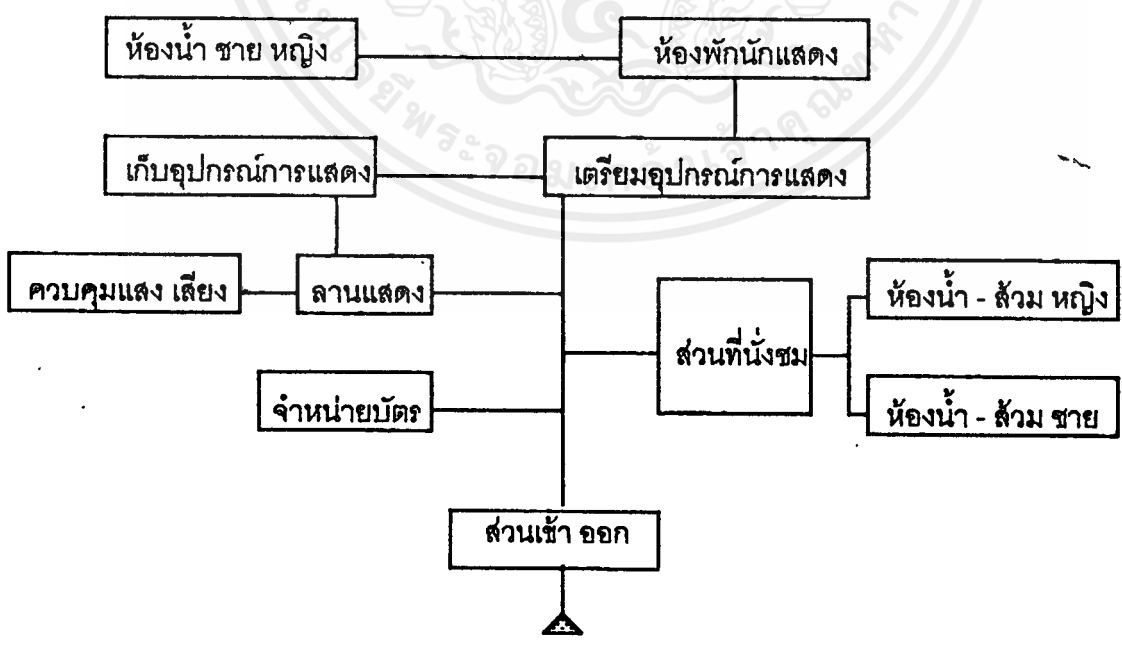 ห้องน้ำ ชาย หญิง
ห้องพักนักแสดง
เก็บอุปกรณ์การแสดง
เตรียมอุปกรณ์การแสดง
ควบคุมแสง เสียง
ลานแสดง
ส่วนที่นั่งชม
ห้องน้ำ - ส้วม หญิง
จำหน่ายบัตร
ห้องน้ำ - ส้วม ชาย
ส่วนเข้า ออก